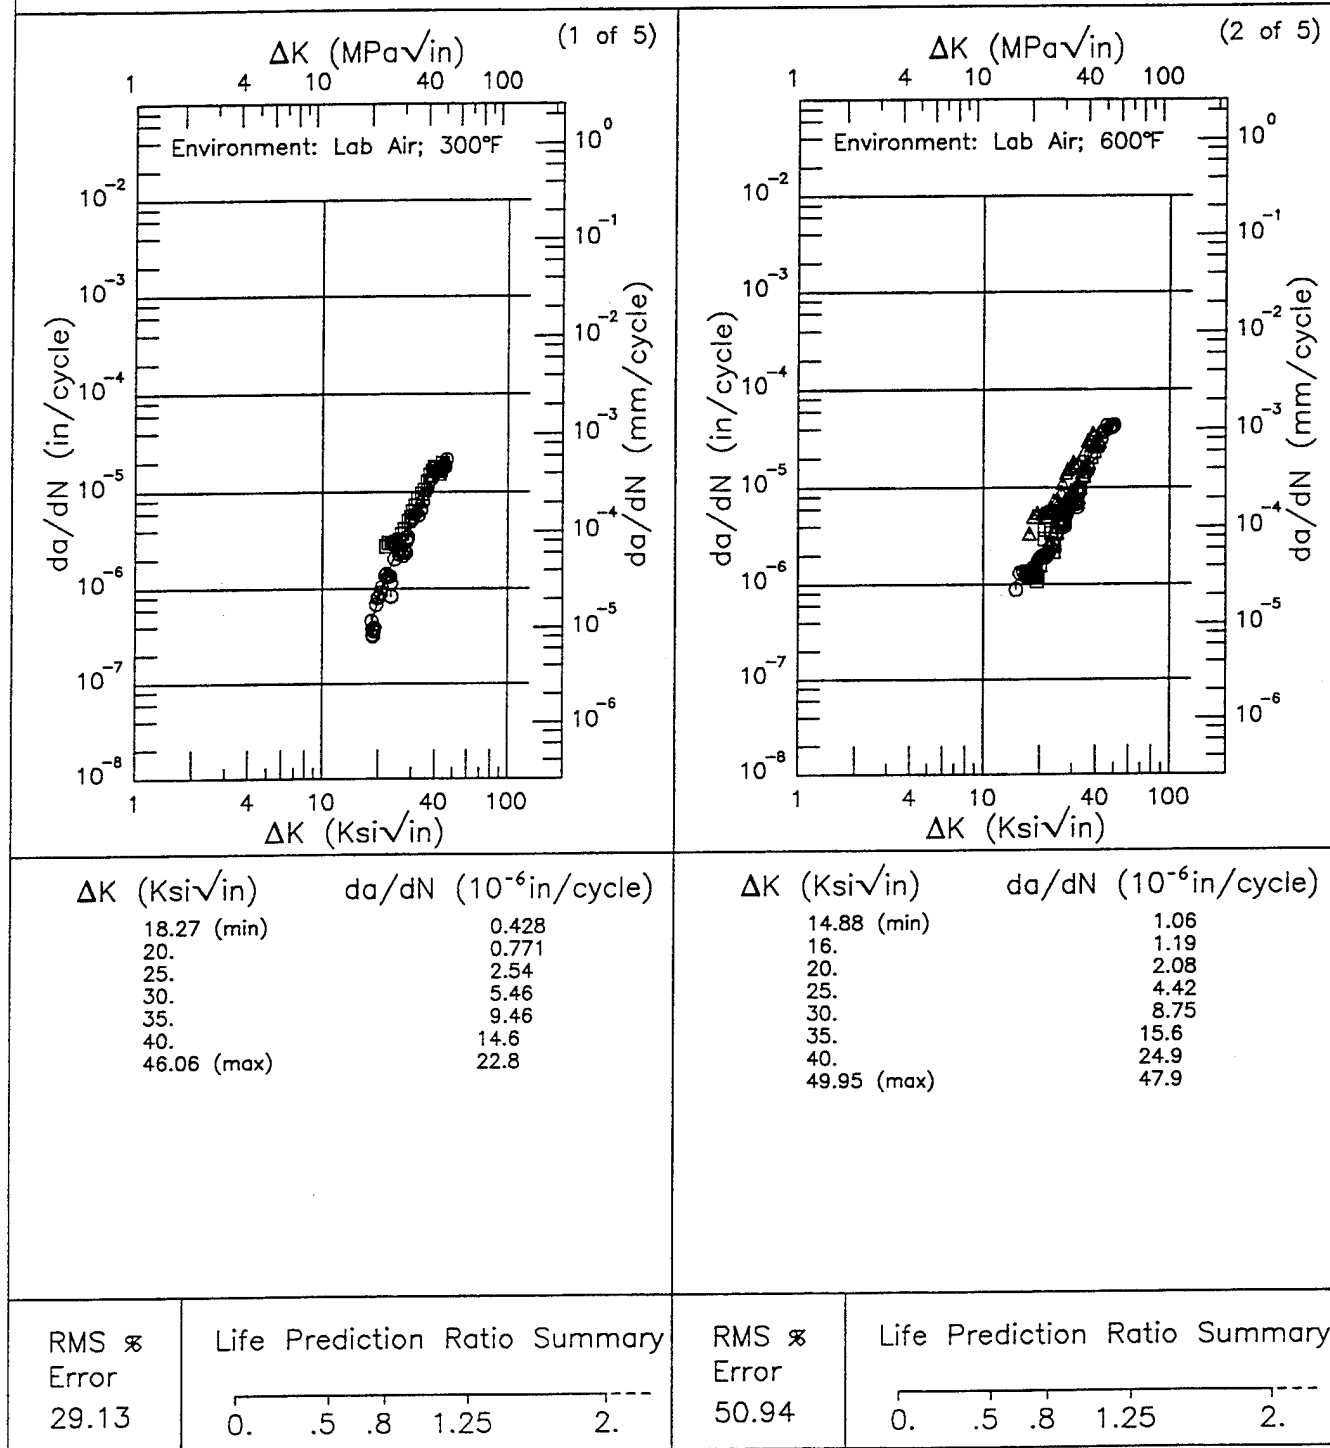 (1 of 5)
ΔK (MPa√in)
1 4 10 40 100
Environment: Lab Air; 300°F
da/dN (in/cycle)
10⁻²
10⁻³
10⁻⁴
10⁻⁵
10⁻⁶
10⁻⁷
10⁻⁸
da/dN (mm/cycle)
10⁰
10⁻¹
10⁻²
10⁻³
10⁻⁴
10⁻⁵
10⁻⁶
1 4 10 40 100
ΔK (Ksi√in)
ΔK (Ksi√in) da/dN (10⁻⁶in/cycle)
18.27 (min) 0.428
20. 0.771
25. 2.54
30. 5.46
35. 9.46
40. 14.6
46.06 (max) 22.8
RMS %
Error
29.13
Life Prediction Ratio Summary
0. .5 .8 1.25 2.
(2 of 5)
ΔK (MPa√in)
1 4 10 40 100
Environment: Lab Air; 600°F
da/dN (in/cycle)
10⁻²
10⁻³
10⁻⁴
10⁻⁵
10⁻⁶
10⁻⁷
10⁻⁸
da/dN (mm/cycle)
10⁰
10⁻¹
10⁻²
10⁻³
10⁻⁴
10⁻⁵
10⁻⁶
1 4 10 40 100
ΔK (Ksi√in)
ΔK (Ksi√in) da/dN (10⁻⁶in/cycle)
14.88 (min) 1.06
16. 1.19
20. 2.08
25. 4.42
30. 8.75
35. 15.6
40. 24.9
49.95 (max) 47.9
RMS %
Error
50.94
Life Prediction Ratio Summary
0. .5 .8 1.25 2.